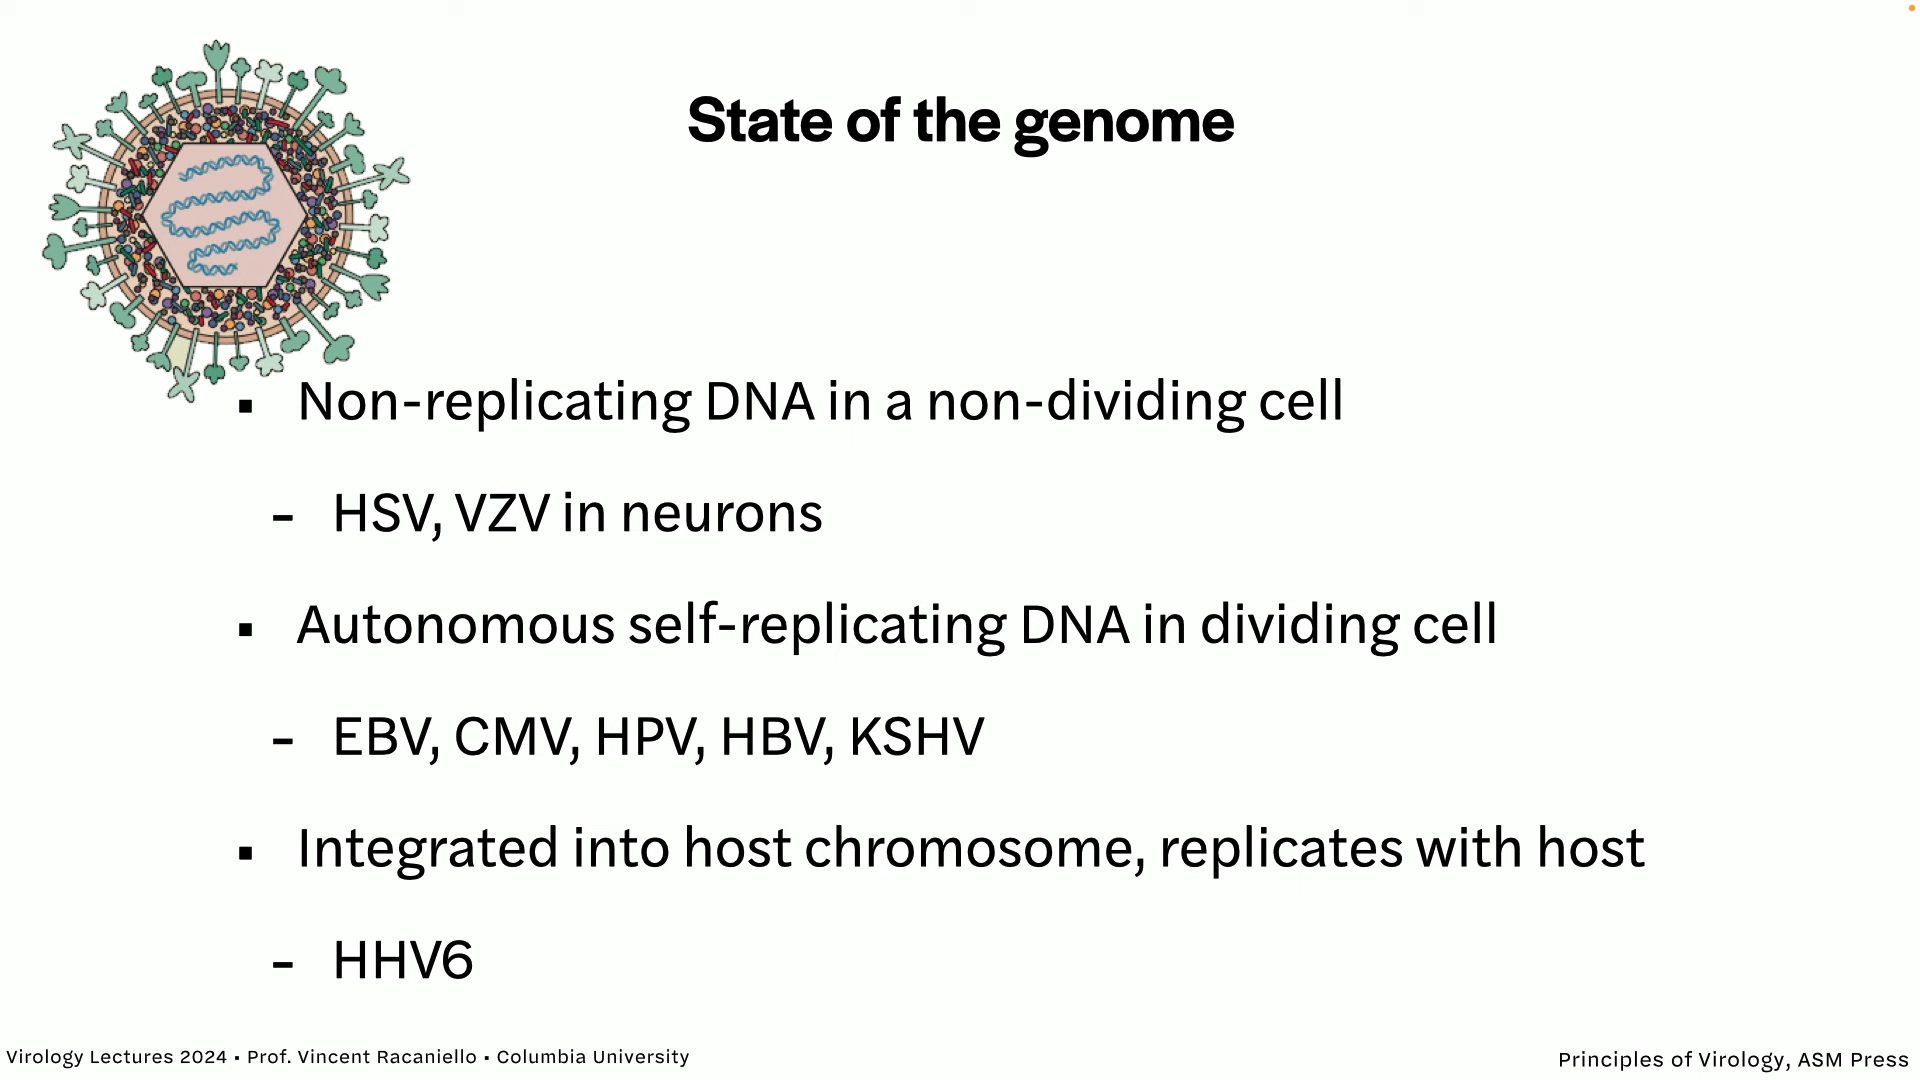 State of the genome
▪ Non-replicating DNA in a non-dividing cell
- HSV, VZV in neurons
▪ Autonomous self-replicating DNA in dividing cell
- EBV, CMV, HPV, HBV, KSHV
▪ Integrated into host chromosome, replicates with host
- HHV6
Virology Lectures 2024 • Prof. Vincent Racaniello • Columbia University
Principles of Virology, ASM Press